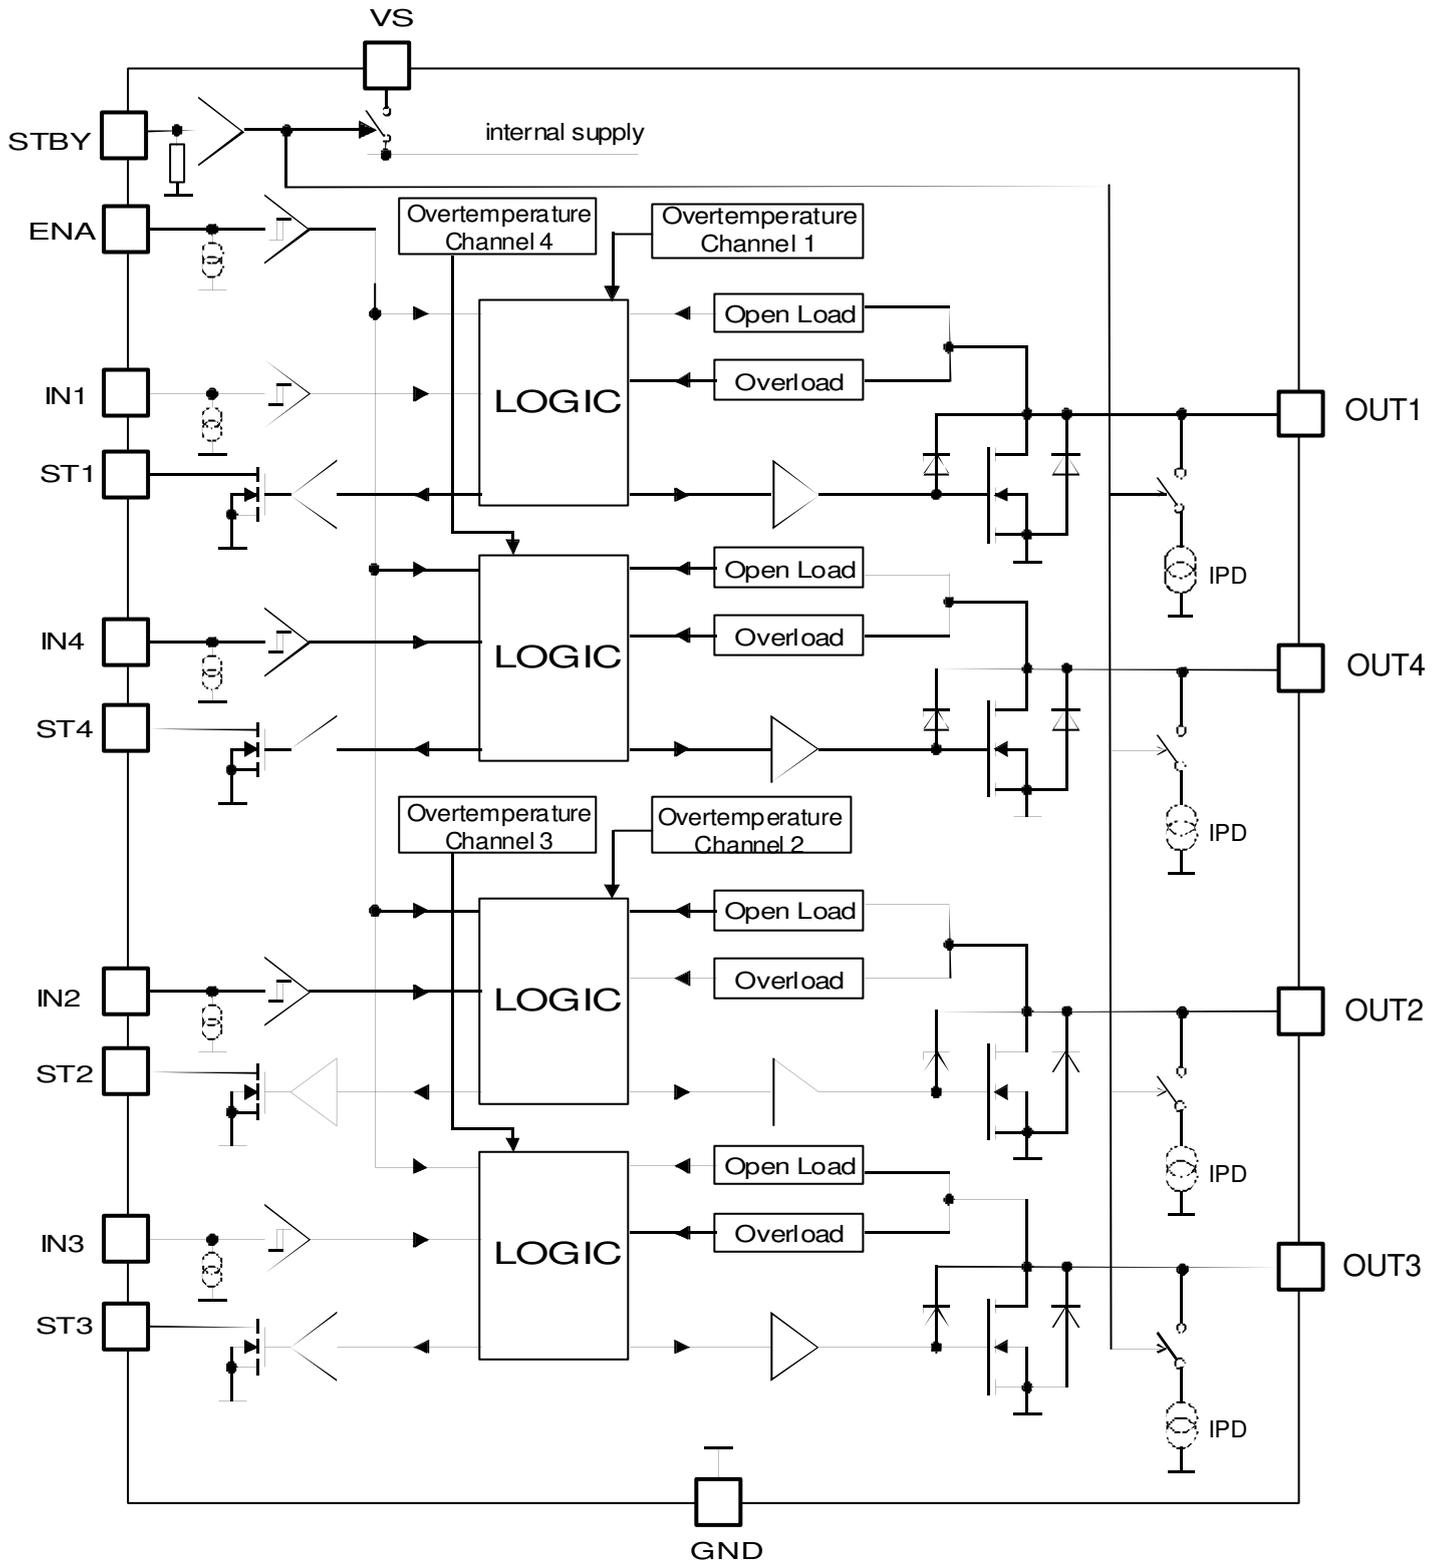 VS
STBY
internal supply
ENA
Overtemperature
Channel 4
Overtemperature
Channel 1
Open Load
IN1
Overload
LOGIC
OUT1
ST1
Open Load
IPD
IN4
Overload
LOGIC
OUT4
ST4
Overtemperature
Channel 3
Overtemperature
Channel 2
IPD
Open Load
IN2
Overload
LOGIC
OUT2
ST2
Open Load
IPD
IN3
Overload
LOGIC
OUT3
ST3
IPD
GND